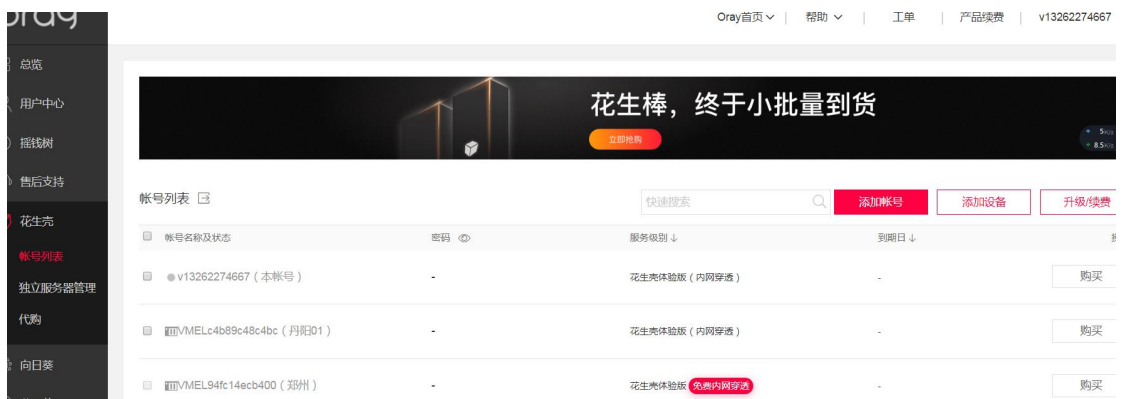 oray
Oray首页 | 帮助 | 工单 | 产品续费 | v13262274667
总览
用户中心
摇钱树
售后支持
花生壳
帐号列表
独立服务器管理
代购
向日葵
花生棒，终于小批量到货
立即抢购
5K/s
8.5K/s
帐号列表 快速搜索 添加帐号 添加设备 升级/续费
帐号名称及状态 密码 服务级别↓ 到期日↓
v13262274667（本帐号） - 花生壳体验版（内网穿透） - 购买
VMELc4b89c48c4bc（丹阳01） - 花生壳体验版（内网穿透） - 购买
VMEL94fc14ecb400（郑州） - 花生壳体验版 免费内网穿透 - 购买